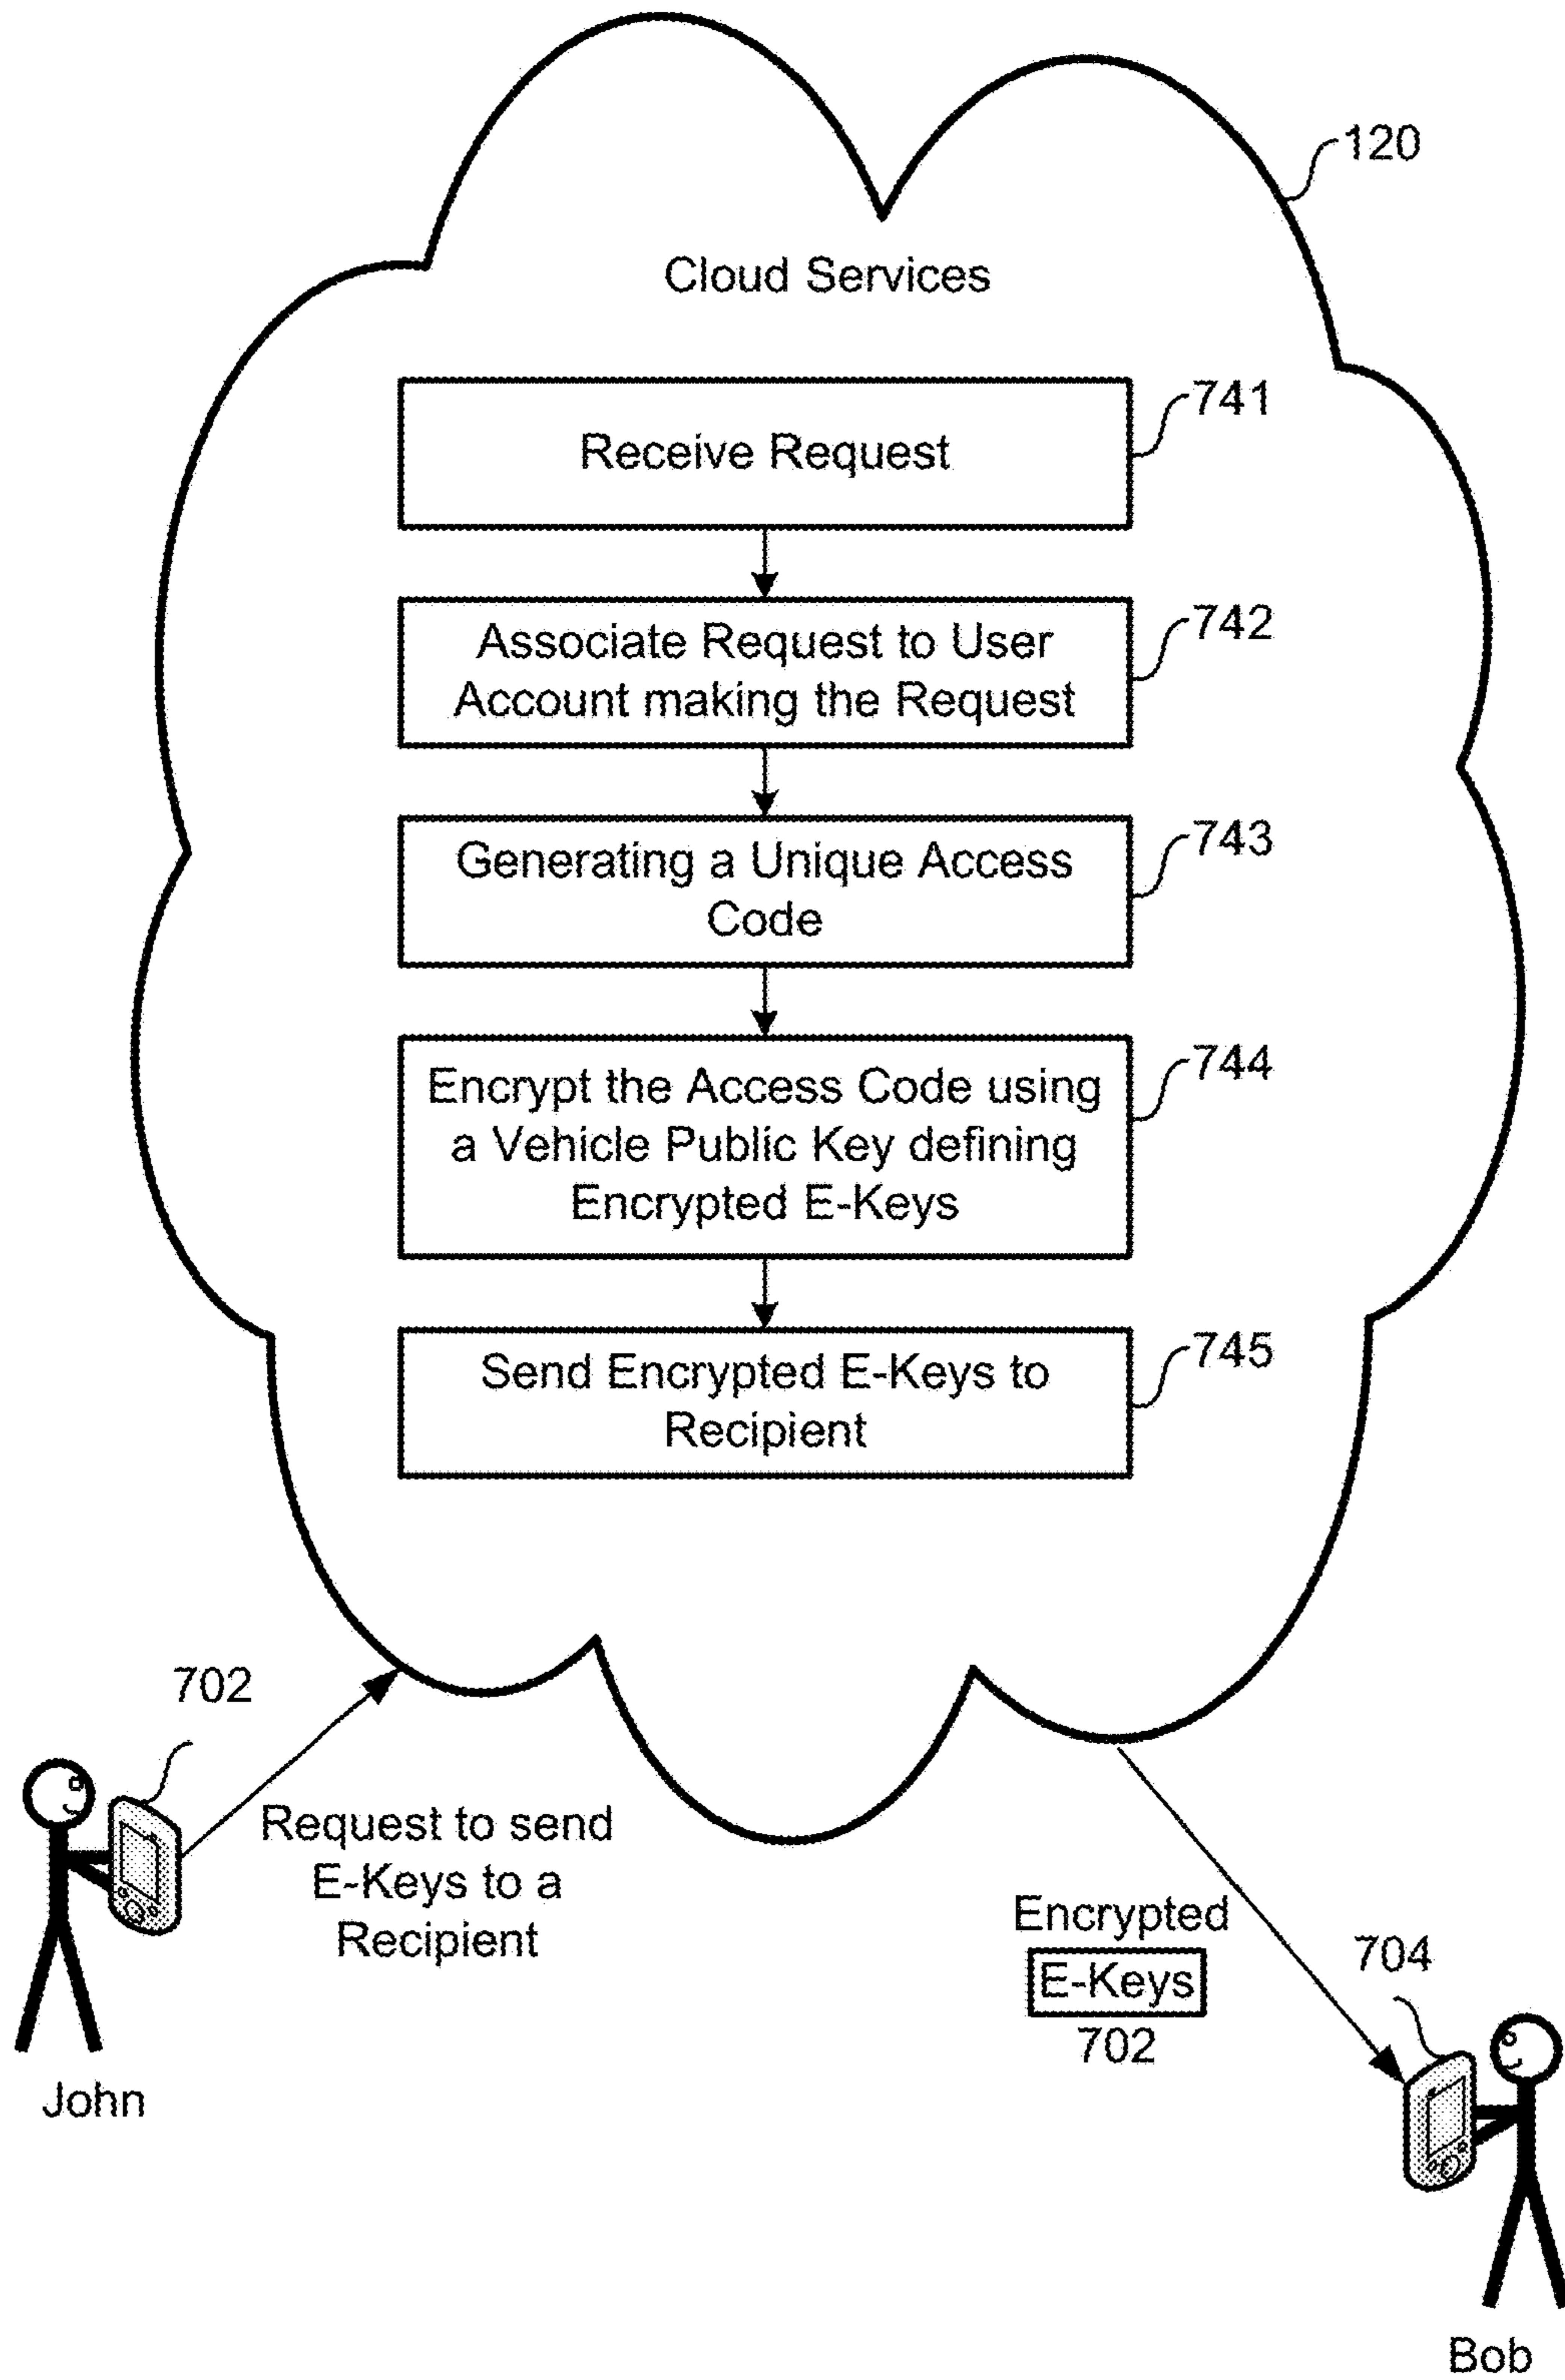 120
Cloud Services
741
Receive Request
742
Associate Request to User
Account making the Request
743
Generating a Unique Access
Code
744
Encrypt the Access Code using
a Vehicle Public Key defining
Encrypted E-Keys
745
Send Encrypted E-Keys to
Recipient
702
Request to send
E-Keys to a
Recipient
John
Encrypted
E-Keys
702
704
Bob